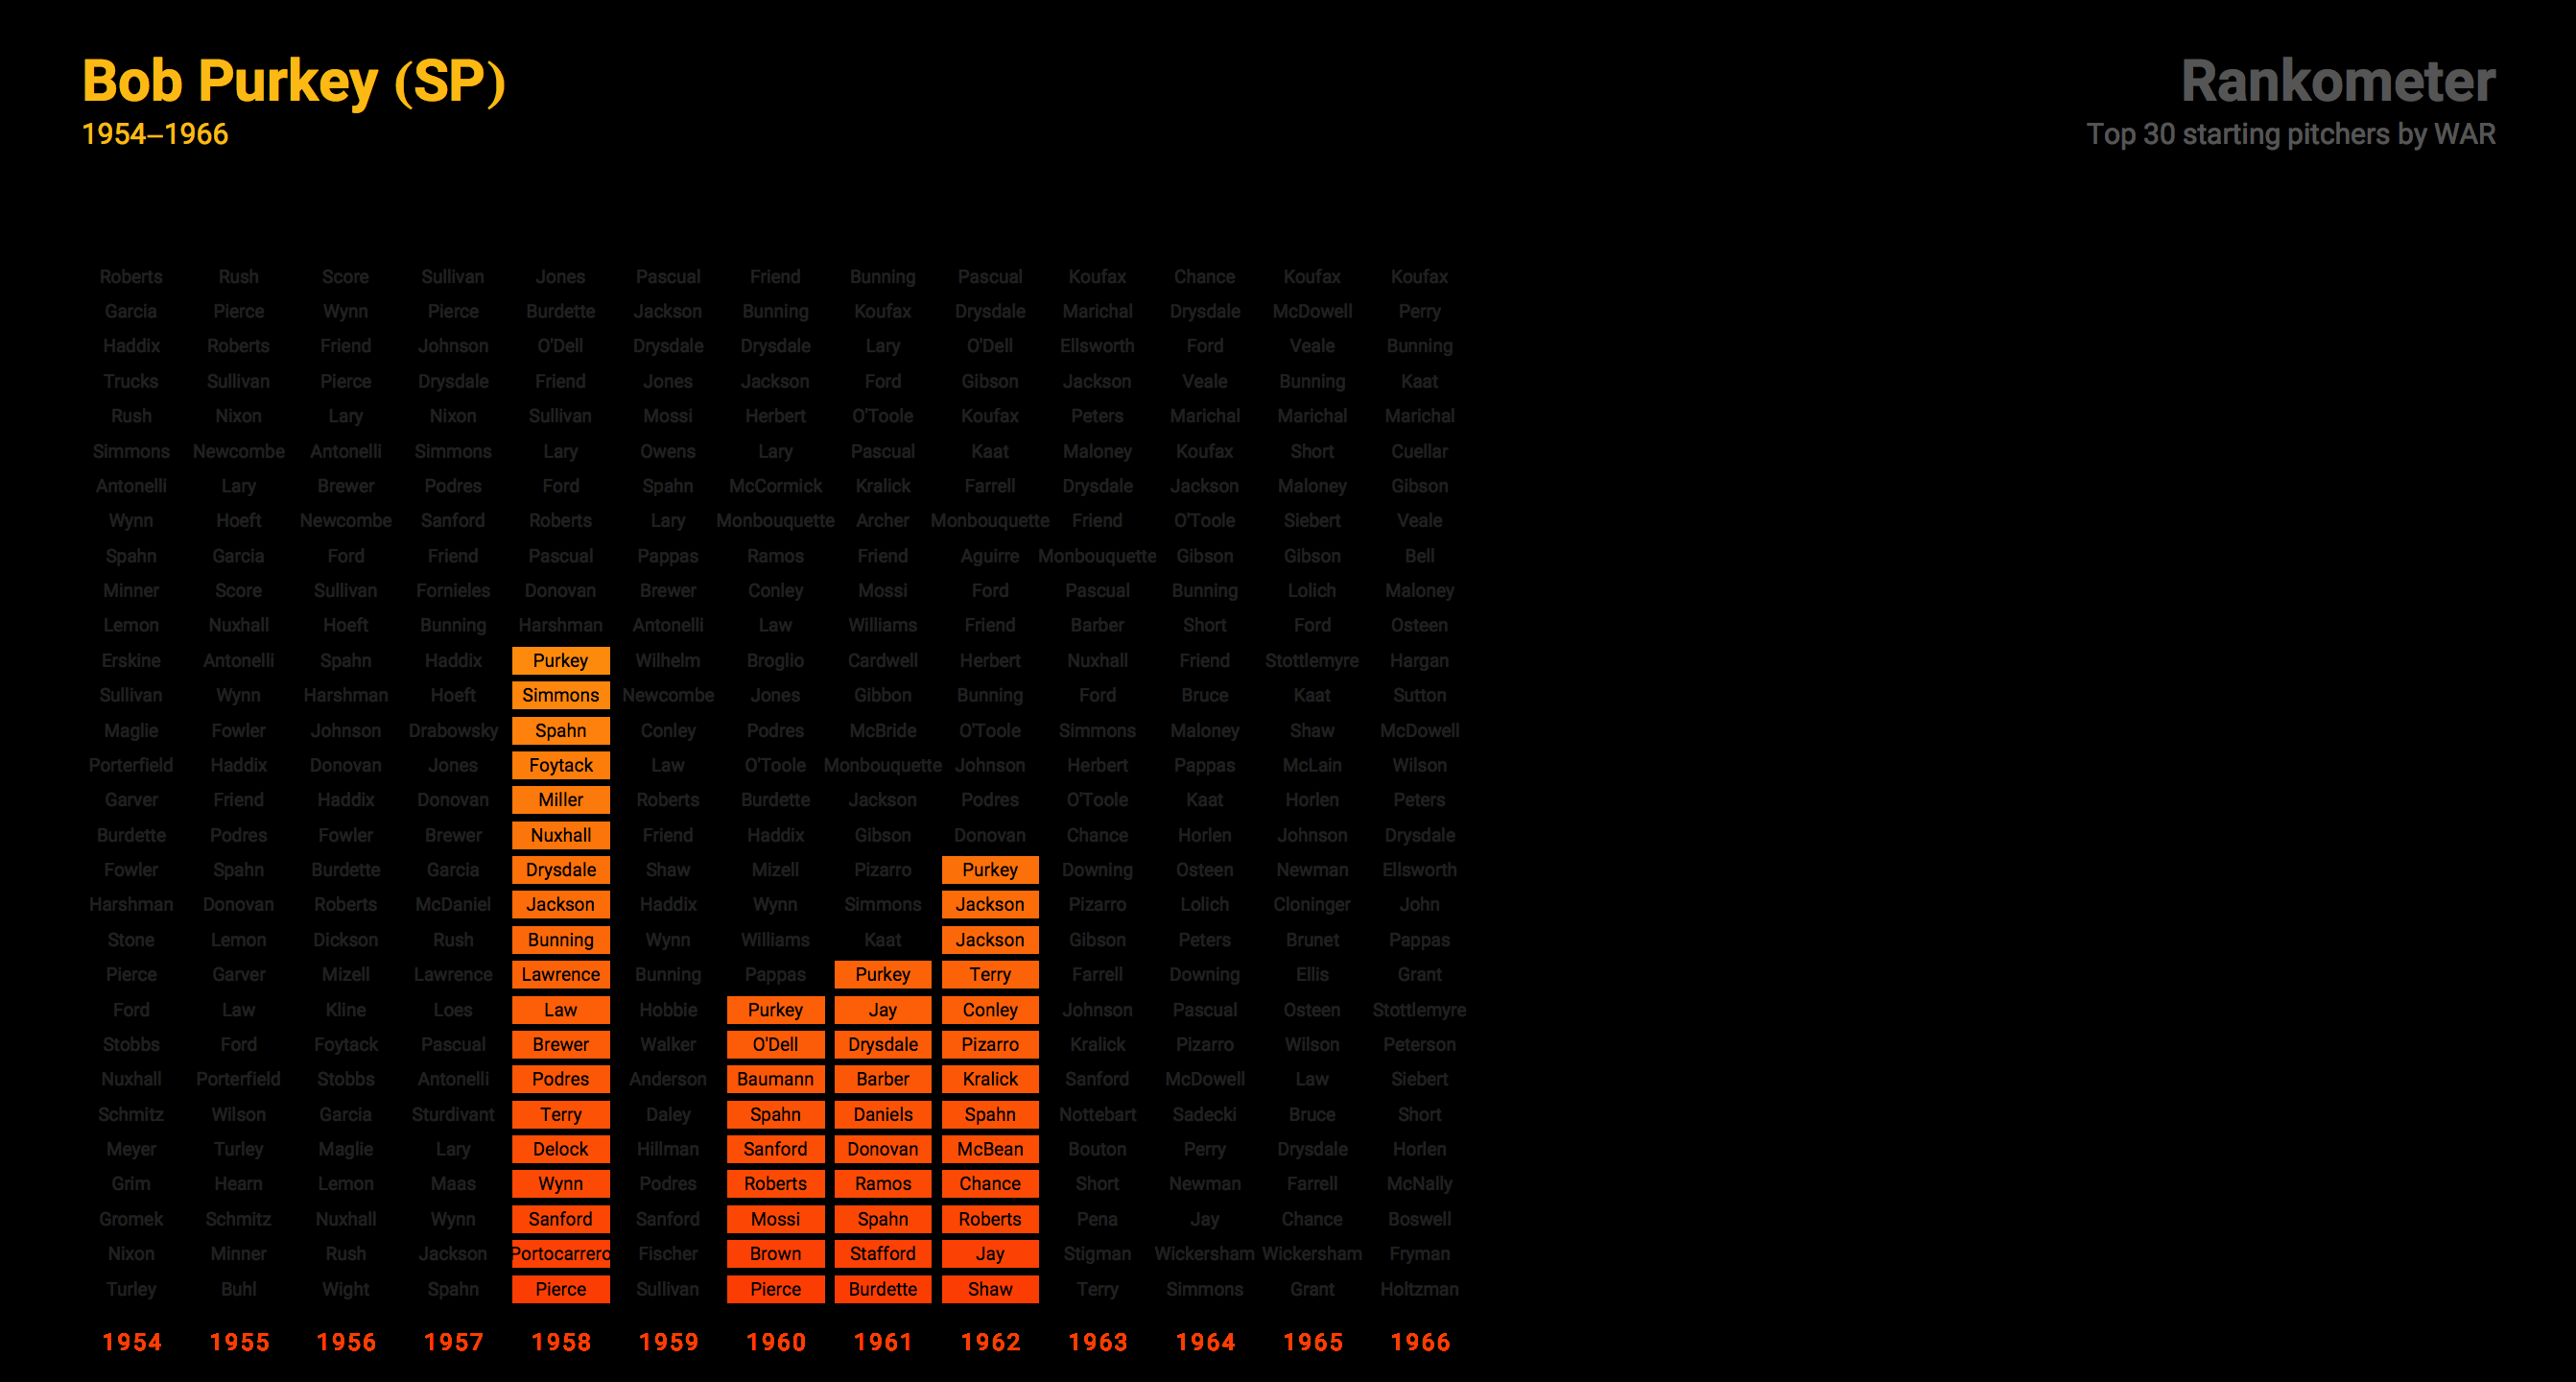 Bob Purkey (SP)
1954–1966
Rankometer
Top 30 starting pitchers by WAR
Roberts Rush Score Sullivan Jones Pascual Friend Bunning Pascual Koufax Chance Koufax Koufax
Garcia Pierce Wynn Pierce Burdette Jackson Bunning Koufax Drysdale Marichal Drysdale McDowell Perry
Haddix Roberts Friend Johnson O'Dell Drysdale Drysdale Lary O'Dell Ellsworth Ford Veale Bunning
Trucks Sullivan Pierce Drysdale Friend Jones Jackson Ford Gibson Jackson Veale Bunning Kaat
Rush Nixon Lary Nixon Sullivan Mossi Herbert O'Toole Koufax Peters Marichal Marichal Marichal
Simmons Newcombe Antonelli Simmons Lary Owens Lary Pascual Kaat Maloney Koufax Short Cuellar
Antonelli Lary Brewer Podres Ford Spahn McCormick Kralick Farrell Drysdale Jackson Maloney Gibson
Wynn Hoeft Newcombe Sanford Roberts Lary Monbouquette Archer Monbouquette Friend O'Toole Siebert Veale
Spahn Garcia Ford Friend Pascual Pappas Ramos Friend Aguirre Monbouquette Gibson Gibson Bell
Minner Score Sullivan Fornieles Donovan Brewer Conley Mossi Ford Pascual Bunning Lolich Maloney
Lemon Nuxhall Hoeft Bunning Harshman Antonelli Law Williams Friend Barber Short Ford Osteen
Erskine Antonelli Spahn Haddix Purkey Wilhelm Broglio Cardwell Herbert Nuxhall Friend Stottlemyre Hargan
Sullivan Wynn Harshman Hoeft Simmons Newcombe Jones Gibbon Bunning Ford Bruce Kaat Sutton
Maglie Fowler Johnson Drabowsky Spahn Conley Podres McBride O'Toole Simmons Maloney Shaw McDowell
Porterfield Haddix Donovan Jones Foytack Law O'Toole Monbouquette Johnson Herbert Pappas McLain Wilson
Garver Friend Haddix Donovan Miller Roberts Burdette Jackson Podres O'Toole Kaat Horlen Peters
Burdette Podres Fowler Brewer Nuxhall Friend Haddix Gibson Donovan Chance Horlen Johnson Drysdale
Fowler Spahn Burdette Garcia Drysdale Shaw Mizell Pizarro Purkey Downing Osteen Newman Ellsworth
Harshman Donovan Roberts McDaniel Jackson Haddix Wynn Simmons Jackson Pizarro Lolich Cloninger John
Stone Lemon Dickson Rush Bunning Wynn Williams Kaat Jackson Gibson Peters Brunet Pappas
Pierce Garver Mizell Lawrence Lawrence Bunning Pappas Purkey Terry Farrell Downing Ellis Grant
Ford Law Kline Loes Law Hobbie Purkey Jay Conley Johnson Pascual Osteen Stottlemyre
Stobbs Ford Foytack Pascual Brewer Walker O'Dell Drysdale Pizarro Kralick Pizarro Wilson Peterson
Nuxhall Porterfield Stobbs Antonelli Podres Anderson Baumann Barber Kralick Sanford McDowell Law Siebert
Schmitz Wilson Garcia Sturdivant Terry Daley Spahn Daniels Spahn Nottebart Sadecki Bruce Short
Meyer Turley Maglie Lary Delock Hillman Sanford Donovan McBean Bouton Perry Drysdale Horlen
Grim Hearn Lemon Maas Wynn Podres Roberts Ramos Chance Short Newman Farrell McNally
Gromek Schmitz Nuxhall Wynn Sanford Sanford Mossi Spahn Roberts Pena Jay Chance Boswell
Nixon Minner Rush Jackson Portocarrero Fischer Brown Stafford Jay Stigman Wickersham Wickersham Fryman
Turley Buhl Wight Spahn Pierce Sullivan Pierce Burdette Shaw Terry Simmons Grant Holtzman
1954 1955 1956 1957 1958 1959 1960 1961 1962 1963 1964 1965 1966